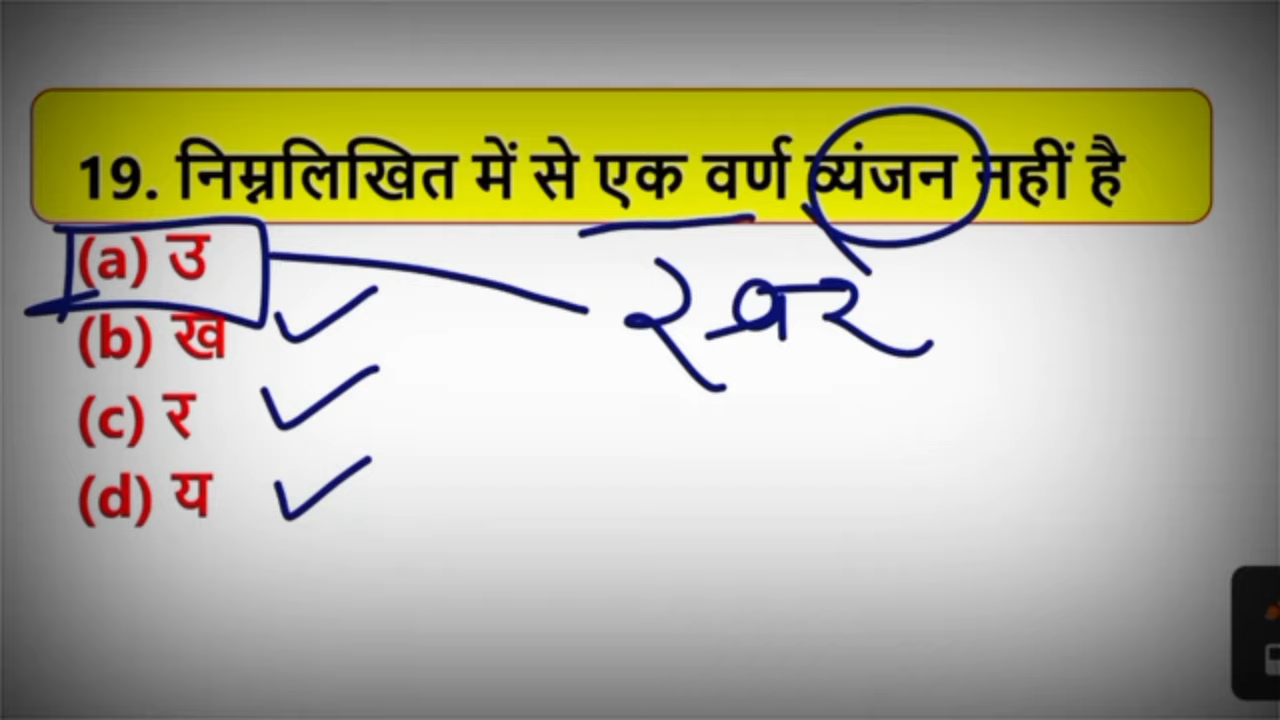 19. निम्नलिखित में से एक वर्ण व्यंजन नहीं है
(a) उ
स्वर
(b) ख
(c) र
(d) य